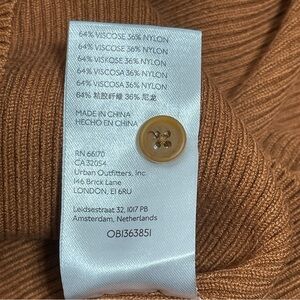 64% VISCOSE 36% NYLON
64% VISCOSE 36% NYLON
64% VISKOSE 36% NYLON
64% VISCOSA 36% NYLON
64% VISCOSA 36% NYLON
64% 粘胶纤维 36% 尼龙
MADE IN CHINA
HECHO EN CHINA
RN 66170
CA 32054
Urban Outfitters, Inc
146 Brick Lane
LONDON, E1 6RU
Leidsestraat 32, 1017 PB
Amsterdam, Netherlands
OB1363851